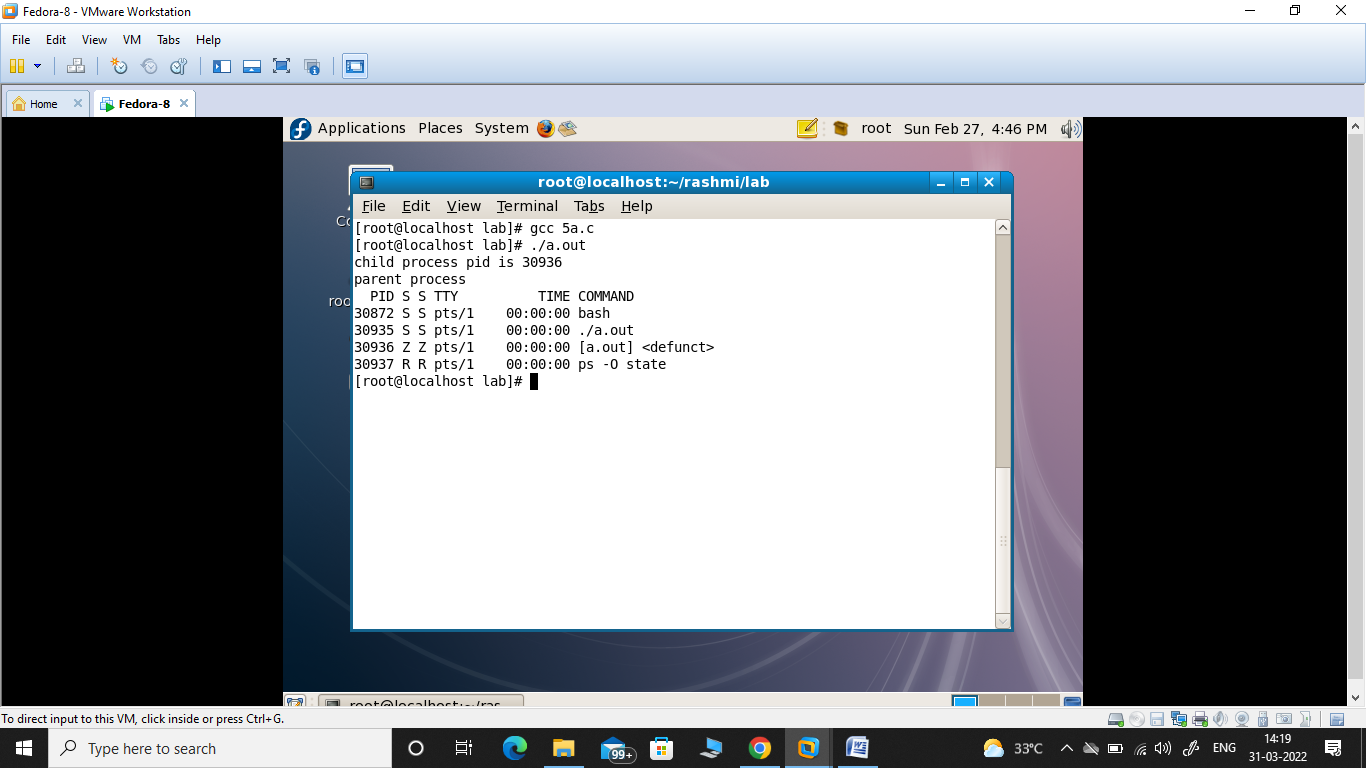 Fedora-8 - VMware Workstation
File Edit View VM Tabs Help
Home Fedora-8
Applications Places System root Sun Feb 27, 4:46 PM
root@localhost:~/rashmi/lab
File Edit View Terminal Tabs Help
[root@localhost lab]# gcc 5a.c
[root@localhost lab]# ./a.out
child process pid is 30936
parent process
  PID S S TTY          TIME COMMAND
30872 S S pts/1    00:00:00 bash
30935 S S pts/1    00:00:00 ./a.out
30936 Z Z pts/1    00:00:00 [a.out] <defunct>
30937 R R pts/1    00:00:00 ps -O state
[root@localhost lab]#
root@localhost:~/ras
To direct input to this VM, click inside or press Ctrl+G.
Type here to search 99+ 33°C ENG 14:19
31-03-2022